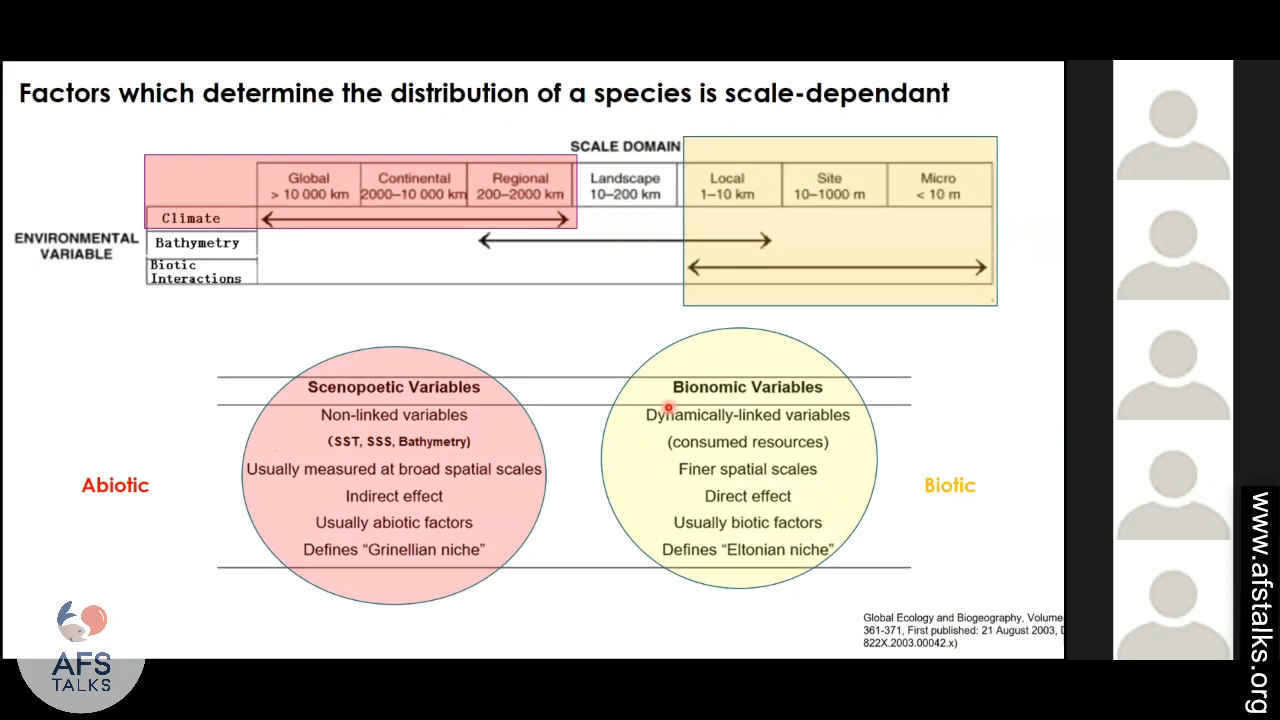 Factors which determine the distribution of a species is scale-dependant
SCALE DOMAIN
Global Continental Regional Landscape Local Site Micro
> 10 000 km 2000–10 000 km 200–2000 km 10–200 km 1–10 km 10–1000 m < 10 m
Climate
ENVIRONMENTAL
VARIABLE
Bathymetry
Biotic
Interactions
Scenopoetic Variables
Non-linked variables
(SST, SSS, Bathymetry)
Usually measured at broad spatial scales
Indirect effect
Usually abiotic factors
Defines “Grinellian niche”
Abiotic
Bionomic Variables
Dynamically-linked variables
(consumed resources)
Finer spatial scales
Direct effect
Usually biotic factors
Defines “Eltonian niche”
Biotic
Global Ecology and Biogeography, Volume
361-371, First published: 21 August 2003, D
822X.2003.00042.x)
AFS
TALKS
www.afstalks.org